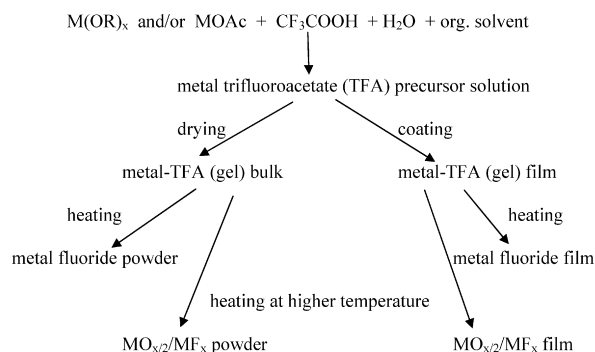 M(OR)x and/or MOAc + CF3COOH + H2O + org. solvent
metal trifluoroacetate (TFA) precursor solution
drying
coating
metal-TFA (gel) bulk
metal-TFA (gel) film
heating
heating
metal fluoride powder
metal fluoride film
heating at higher temperature
MOx/2/MFx powder
MOx/2/MFx film